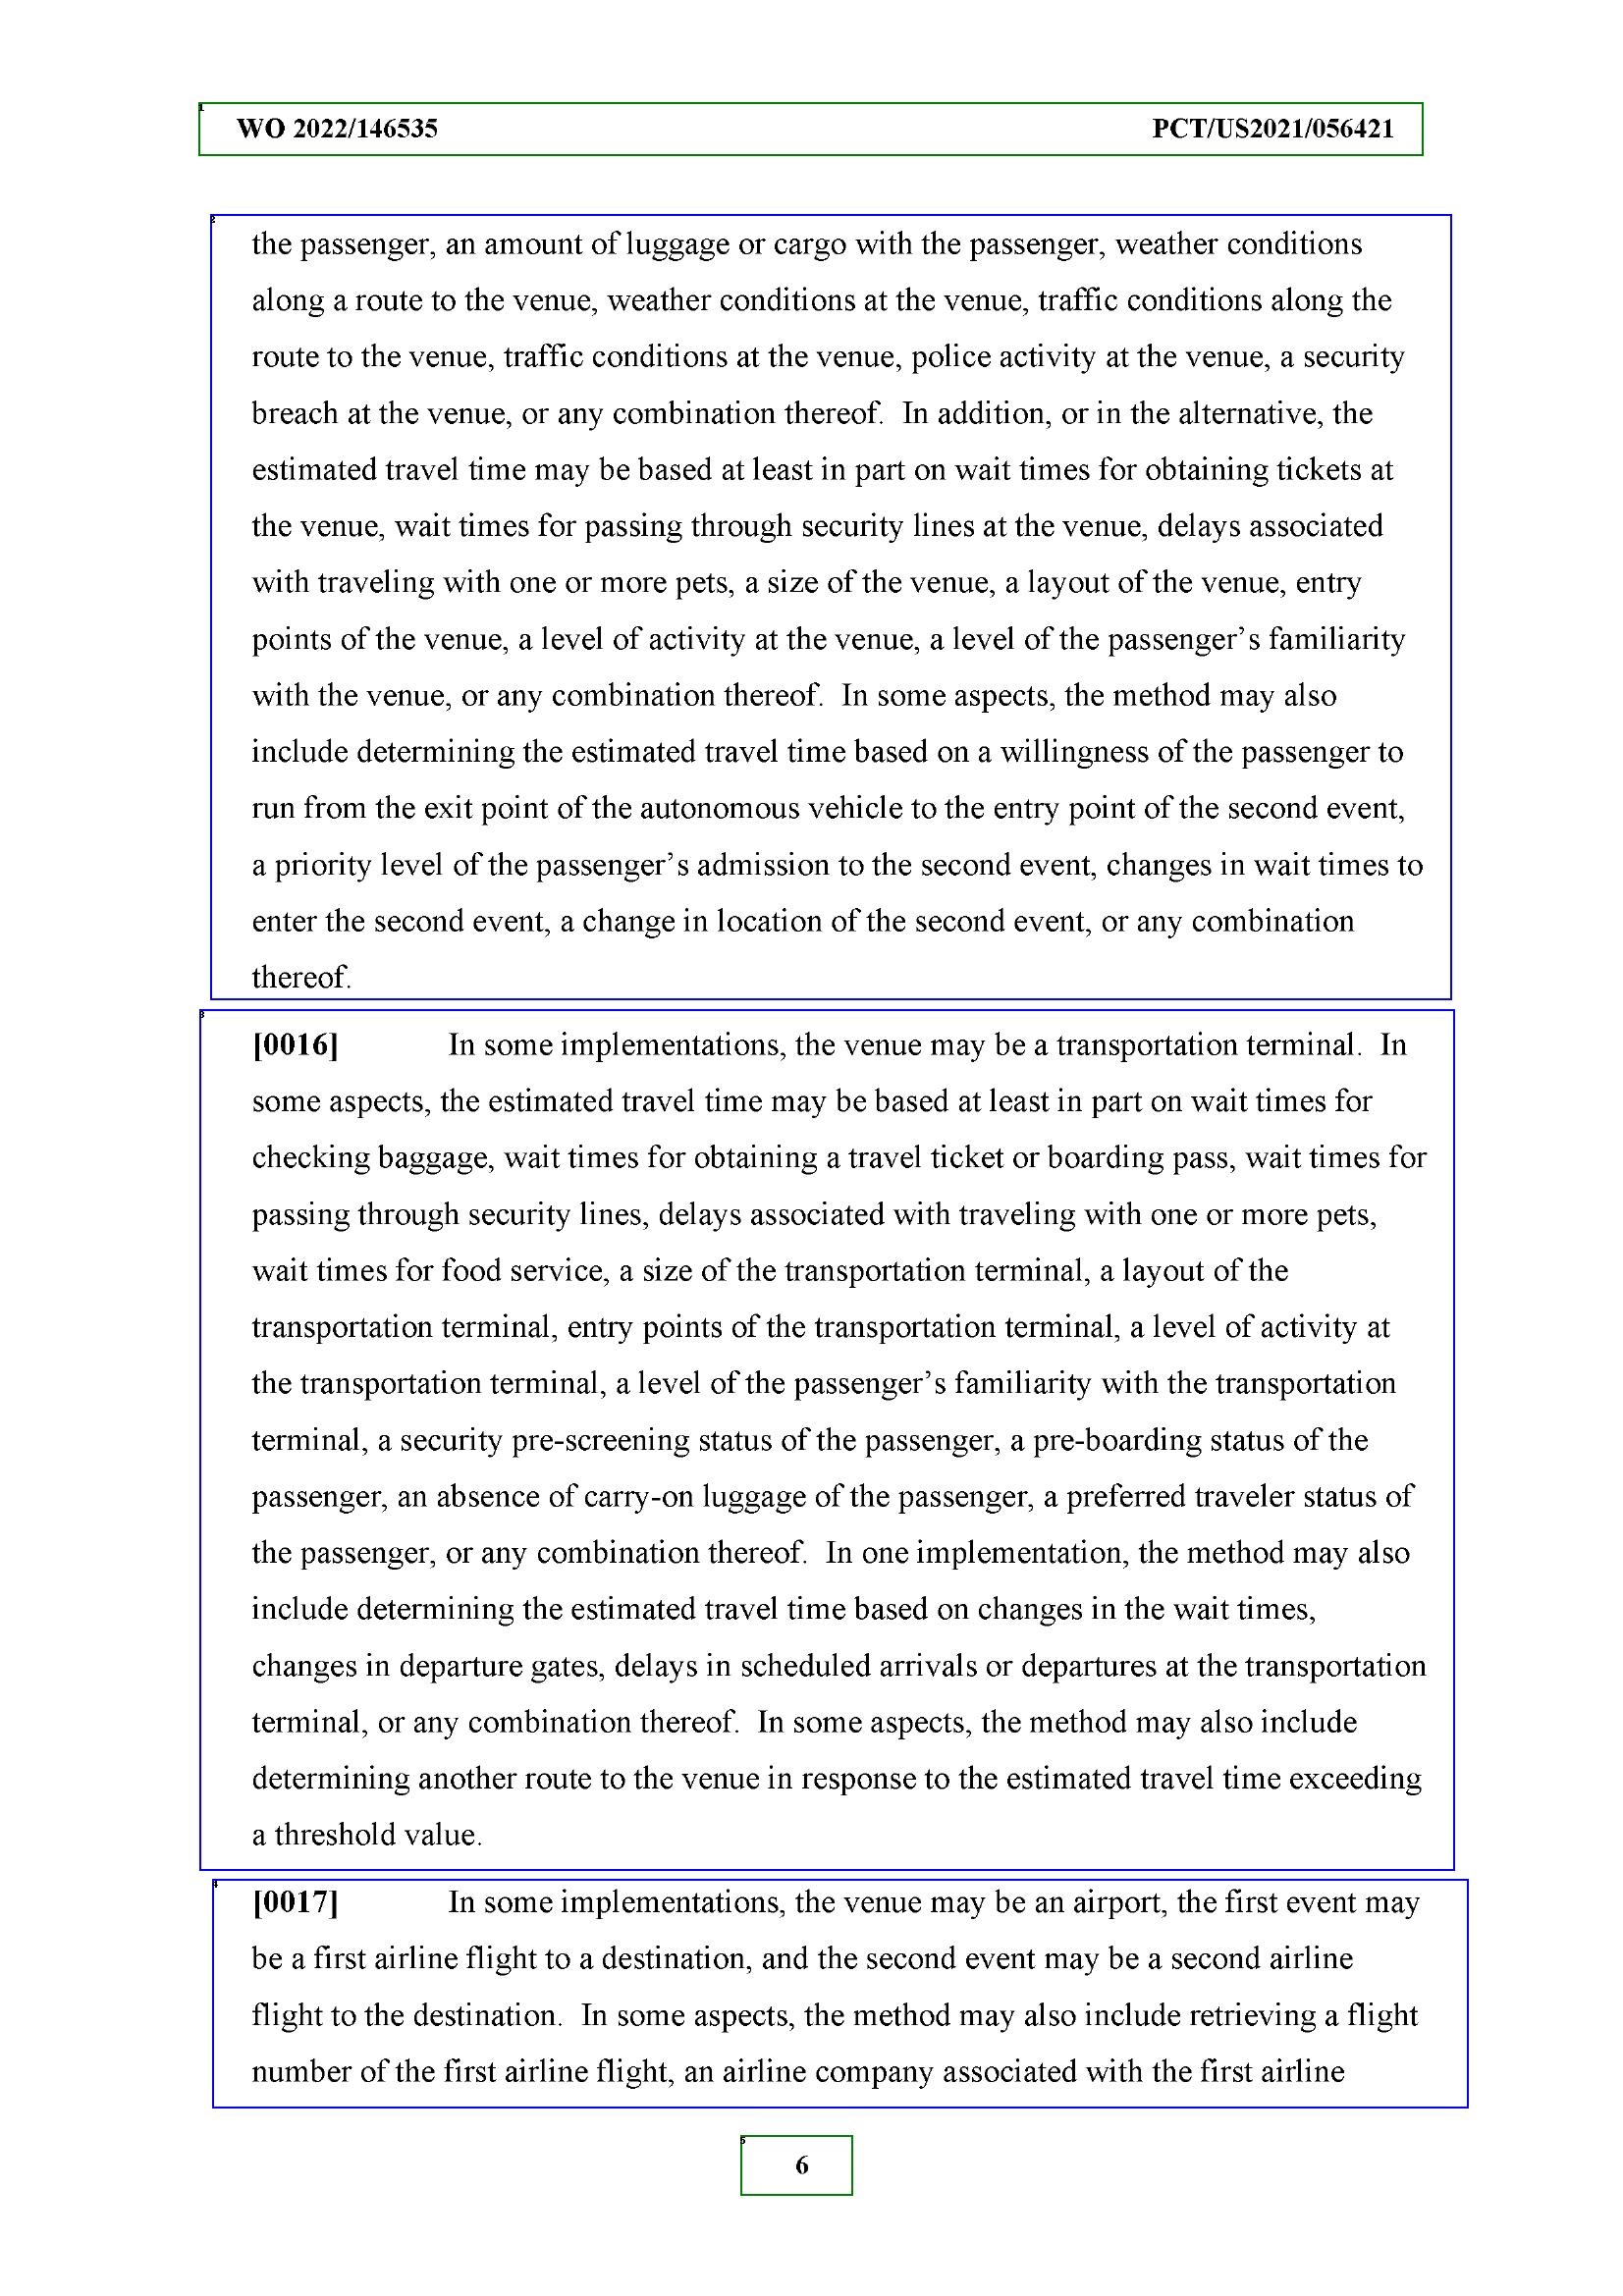 WO 2022/146535 PCT/US2021/056421
the passenger, an amount of luggage or cargo with the passenger, weather conditions
along a route to the venue, weather conditions at the venue, traffic conditions along the
route to the venue, traffic conditions at the venue, police activity at the venue, a security
breach at the venue, or any combination thereof.  In addition, or in the alternative, the
estimated travel time may be based at least in part on wait times for obtaining tickets at
the venue, wait times for passing through security lines at the venue, delays associated
with traveling with one or more pets, a size of the venue, a layout of the venue, entry
points of the venue, a level of activity at the venue, a level of the passenger’s familiarity
with the venue, or any combination thereof.  In some aspects, the method may also
include determining the estimated travel time based on a willingness of the passenger to
run from the exit point of the autonomous vehicle to the entry point of the second event,
a priority level of the passenger’s admission to the second event, changes in wait times to
enter the second event, a change in location of the second event, or any combination
thereof.
[0016] In some implementations, the venue may be a transportation terminal.  In
some aspects, the estimated travel time may be based at least in part on wait times for
checking baggage, wait times for obtaining a travel ticket or boarding pass, wait times for
passing through security lines, delays associated with traveling with one or more pets,
wait times for food service, a size of the transportation terminal, a layout of the
transportation terminal, entry points of the transportation terminal, a level of activity at
the transportation terminal, a level of the passenger’s familiarity with the transportation
terminal, a security pre-screening status of the passenger, a pre-boarding status of the
passenger, an absence of carry-on luggage of the passenger, a preferred traveler status of
the passenger, or any combination thereof.  In one implementation, the method may also
include determining the estimated travel time based on changes in the wait times,
changes in departure gates, delays in scheduled arrivals or departures at the transportation
terminal, or any combination thereof.  In some aspects, the method may also include
determining another route to the venue in response to the estimated travel time exceeding
a threshold value.
[0017] In some implementations, the venue may be an airport, the first event may
be a first airline flight to a destination, and the second event may be a second airline
flight to the destination.  In some aspects, the method may also include retrieving a flight
number of the first airline flight, an airline company associated with the first airline
6